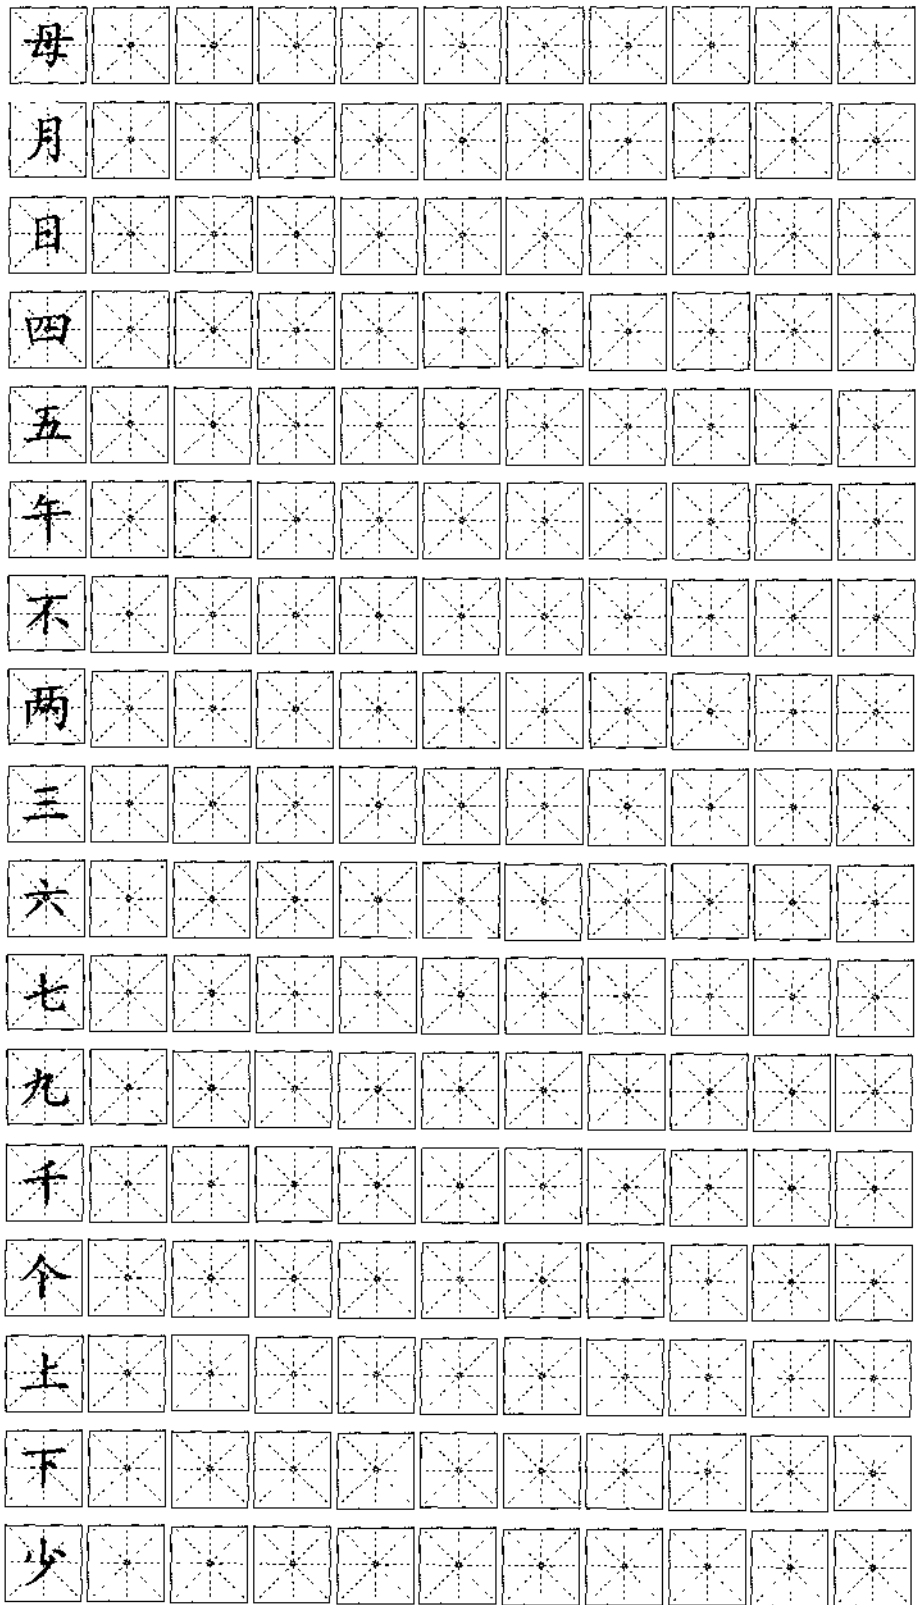 母
月
日
四
五
午
不
两
三
六
七
九
千
个
上
下
少